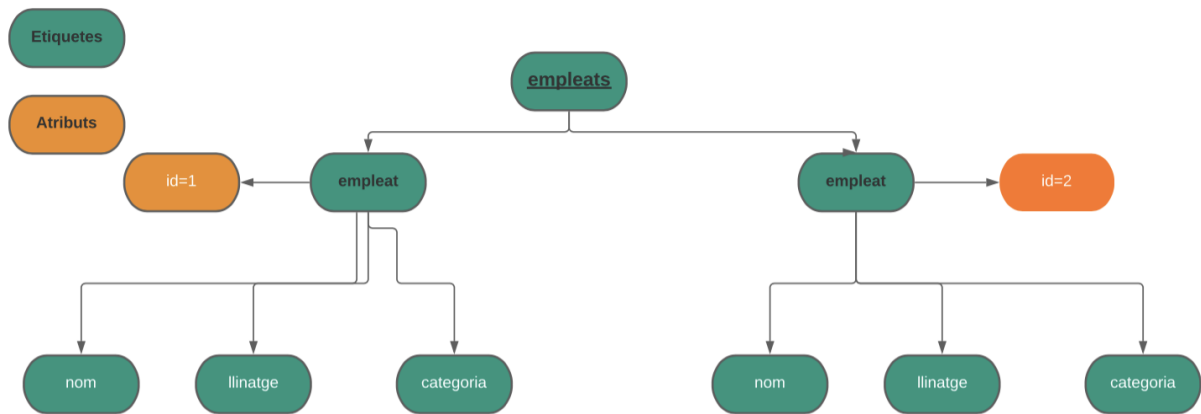 Etiquetes
empleats
Atributs
id=1
empleat
empleat
id=2
nom
llinatge
categoria
nom
llinatge
categoria